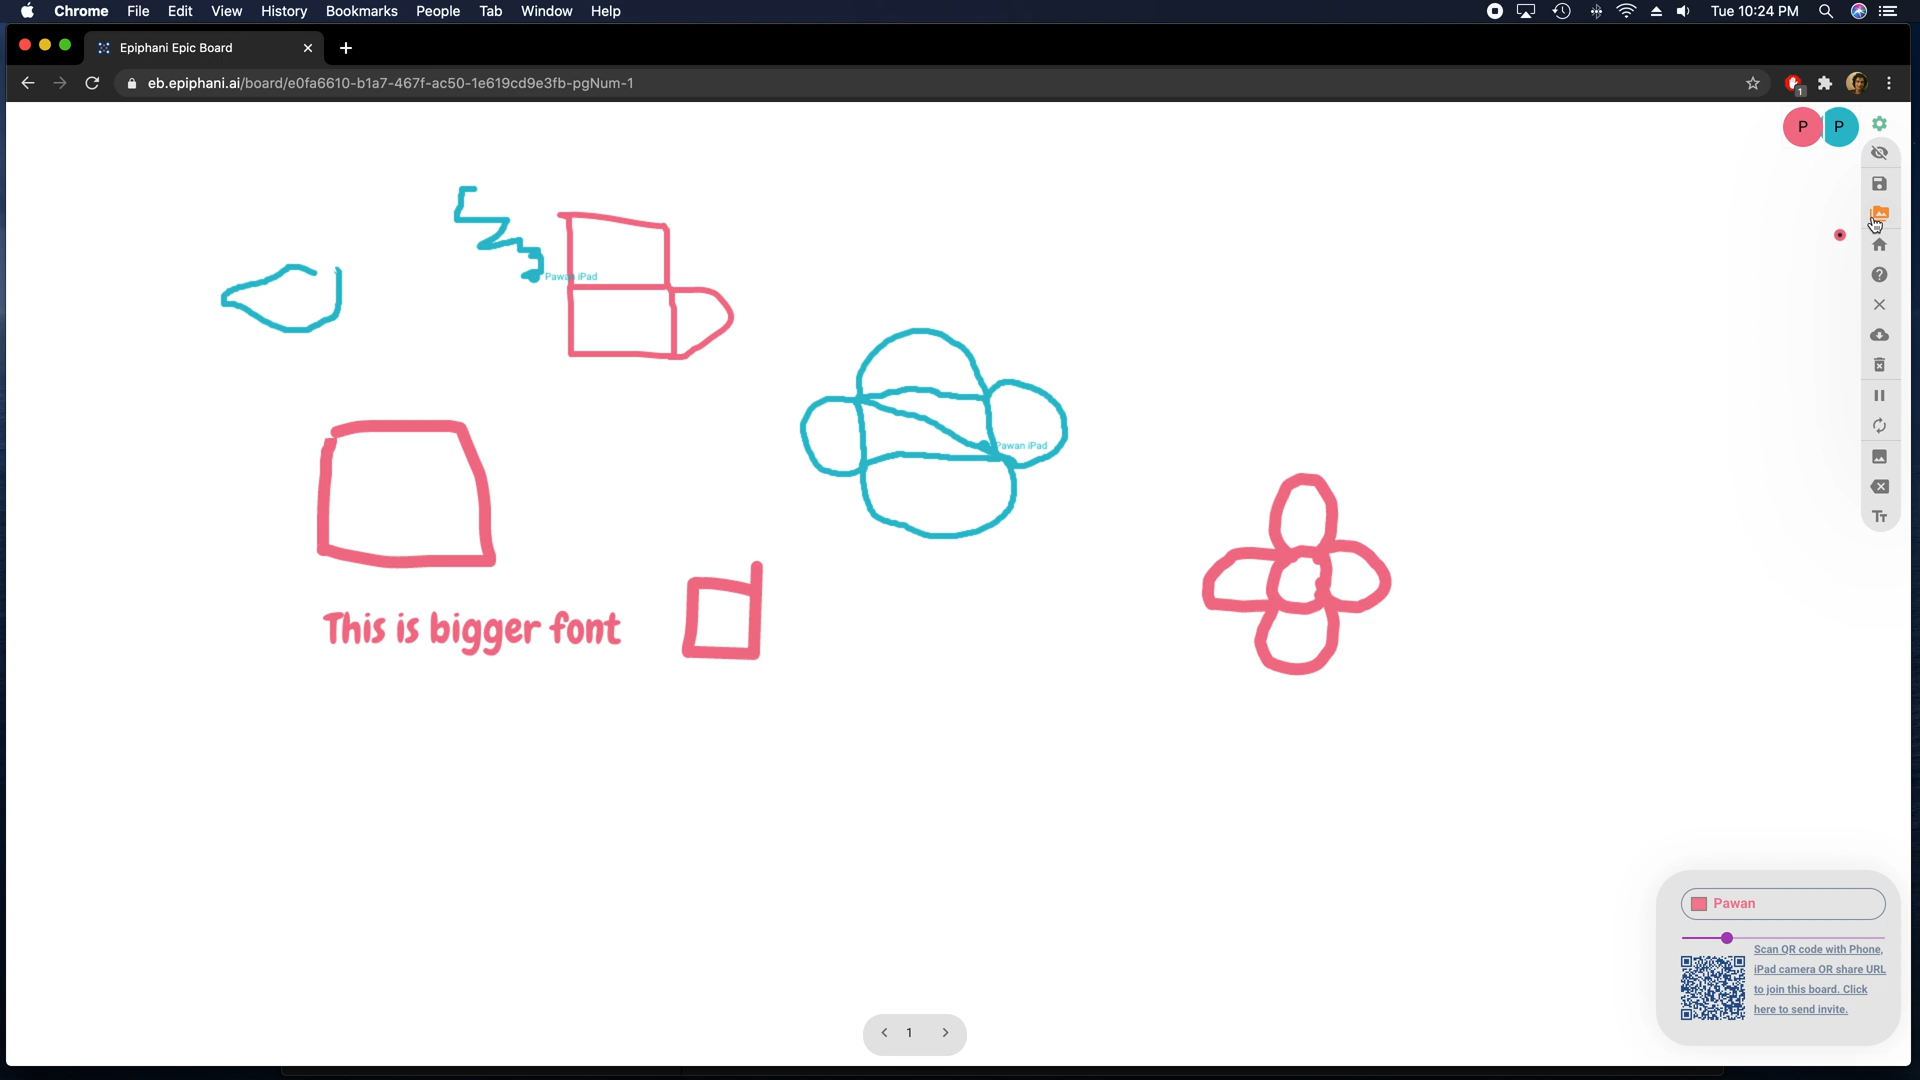 Chrome File Edit View History Bookmarks People Tab Window Help
Tue 10:24 PM
Epiphani Epic Board
eb.epiphani.ai/board/e0fa6610-b1a7-467f-ac50-1e619cd9e3fb-pgNum-1
1
P P
Pawan iPad
Pawan iPad
This is bigger font
Tт
Pawan
Scan QR code with Phone,
iPad camera OR share URL
to join this board. Click
here to send invite.
1